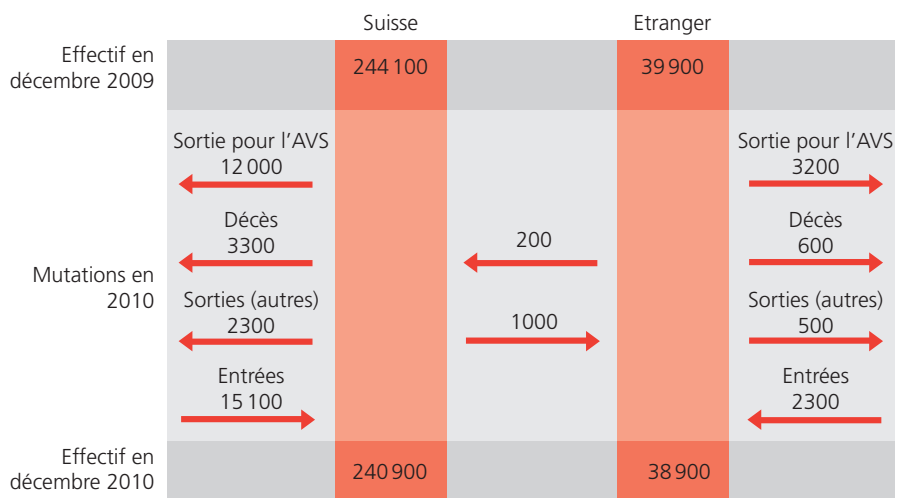 Suisse
Etranger
Effectif en
décembre 2009
244 100
39 900
Mutations en
2010
Sortie pour l'AVS
12 000
Décès
3300
Sorties (autres)
2300
Entrées
15 100
200
1000
Sortie pour l'AVS
3200
Décès
600
Sorties (autres)
500
Entrées
2300
Effectif en
décembre 2010
240 900
38 900